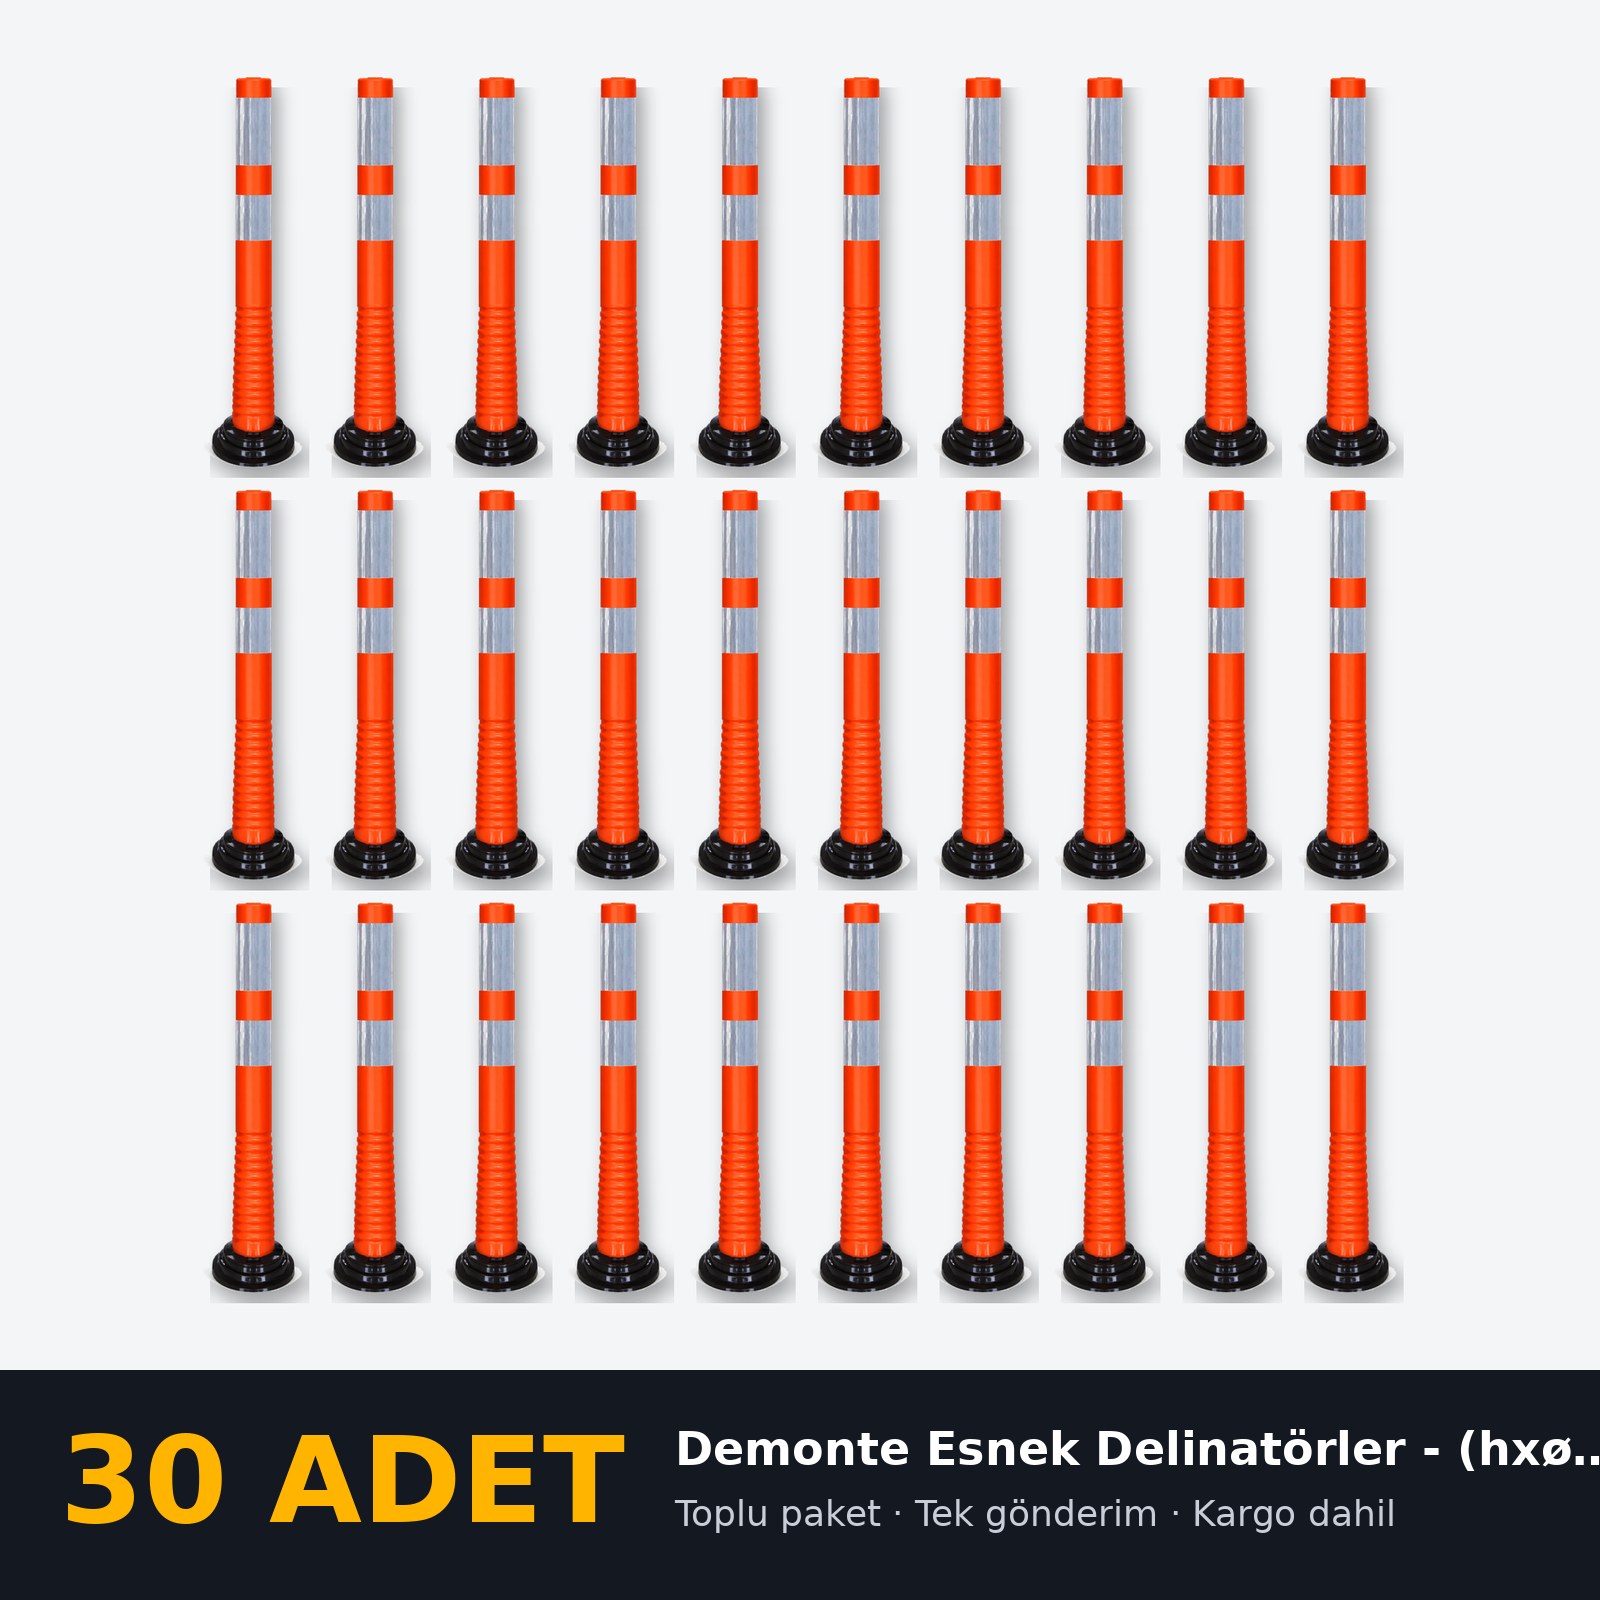 30 ADET
Demonte Esnek Delinatörler - (hxø..
Toplu paket · Tek gönderim · Kargo dahil